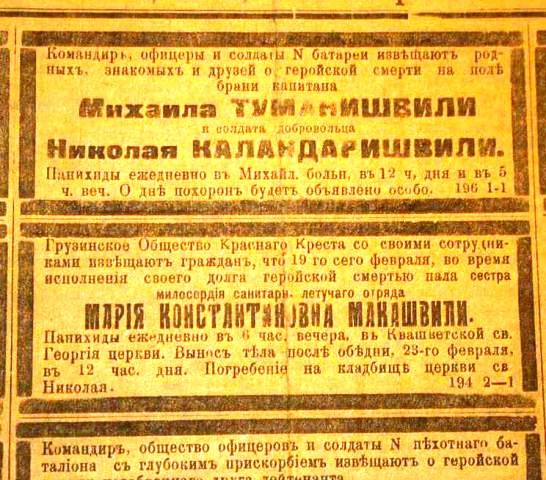 Командиръ, офицеры и солдаты N батареи извѣщаютъ род-
ныхъ, знакомыхъ и друзей о геройской смерти на полѣ
брани капитана
Михаила ТУМАНИШВИЛИ
и солдата добровольца
Николая КАЛАНДАРИШВИЛИ.
Панихиды ежедневно въ Михайл. больн, въ 12 ч, дня и въ 5
ч. веч. О днѣ похоронъ будетъ объявлено особо. 196 1-1
Грузинское Общество Краснаго Креста со своими сотрудни-
ками извѣщаютъ гражданъ, что 19 го сего февраля, во время
исполненія своего долга геройской смертью пала сестра
милосордія санитарн. летучаго отряда
МАРІЯ КОНСТАНТИНОВНА МАКАШВИЛИ.
Панихиды ежедневно въ 6 час. вечера, въ Квашветской св.
Георгія церкви. Выносъ тѣла послѣ обѣдни, 23-го февраля,
въ 12 час. дня. Погребеніе на кладбищѣ церкви св
Николая. 194 2—1
Командиръ, общество офицеровъ и солдаты N пѣхотнаго ба-
таліона съ глубокимъ прискорбіемъ извѣщаютъ о геройской